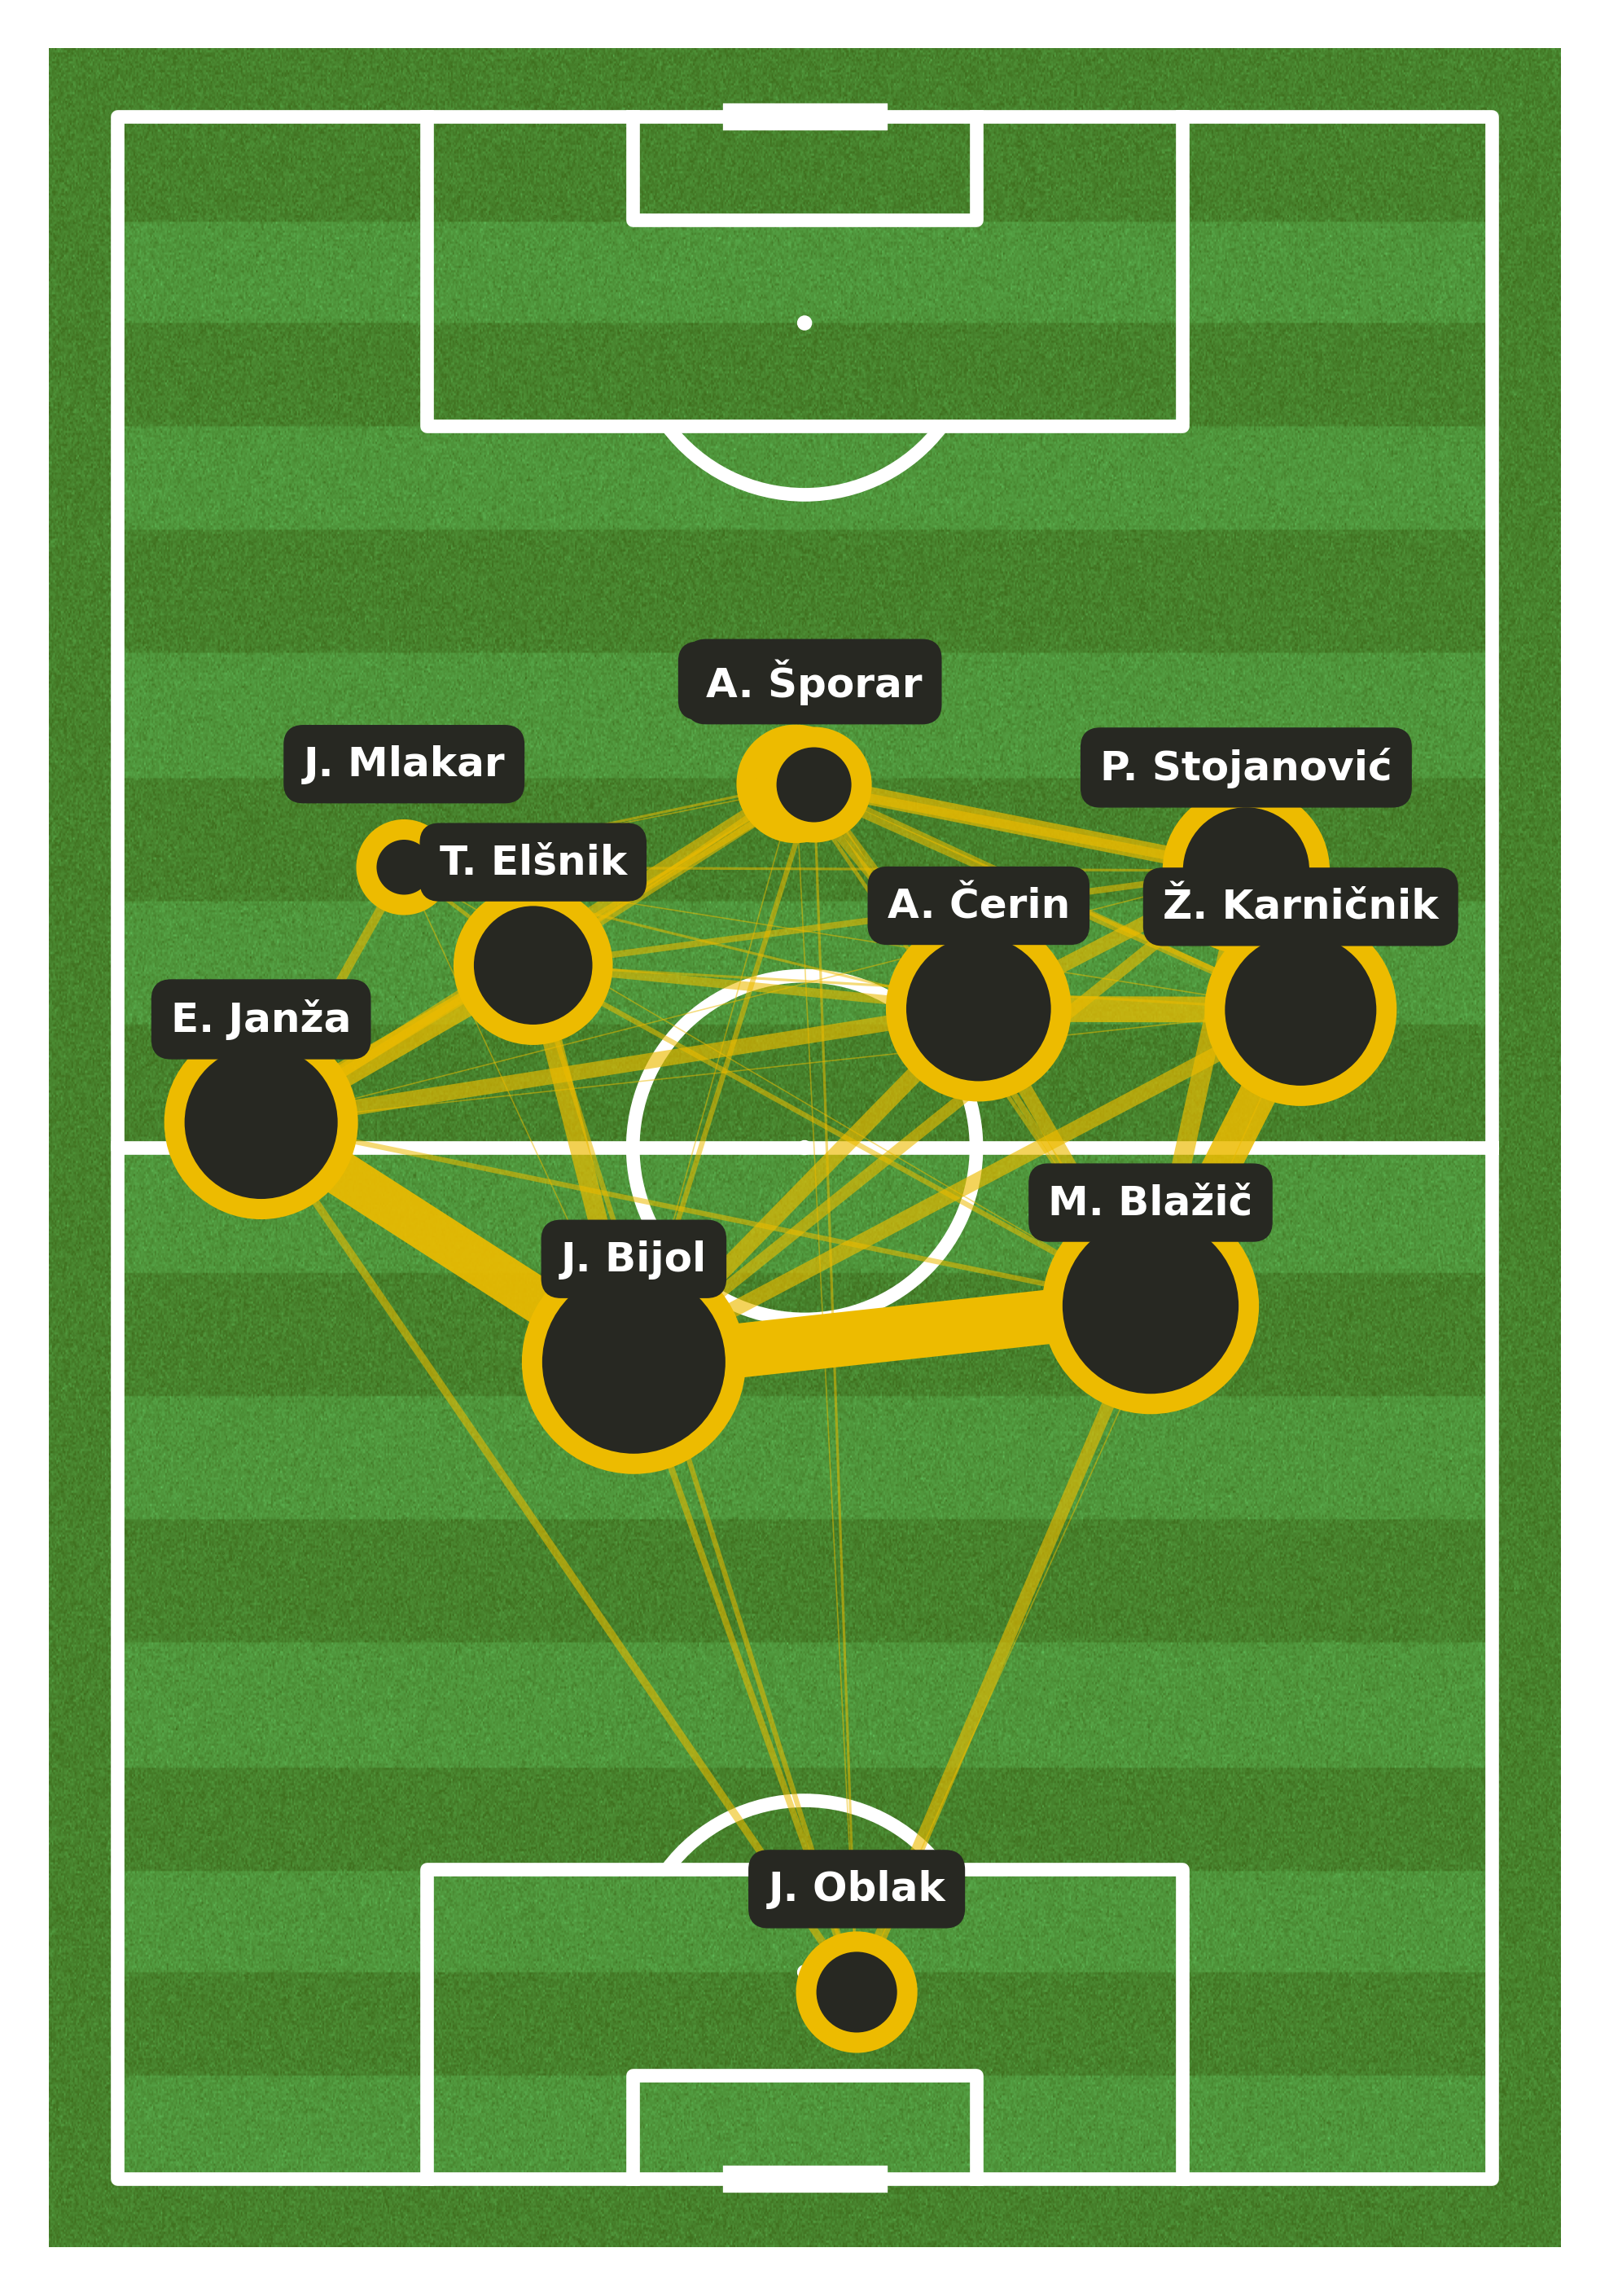 A. Šporar
J. Mlakar
P. Stojanović
T. Elšnik
A. Čerin
Ž. Karničnik
E. Janža
M. Blažič
J. Bijol
J. Oblak